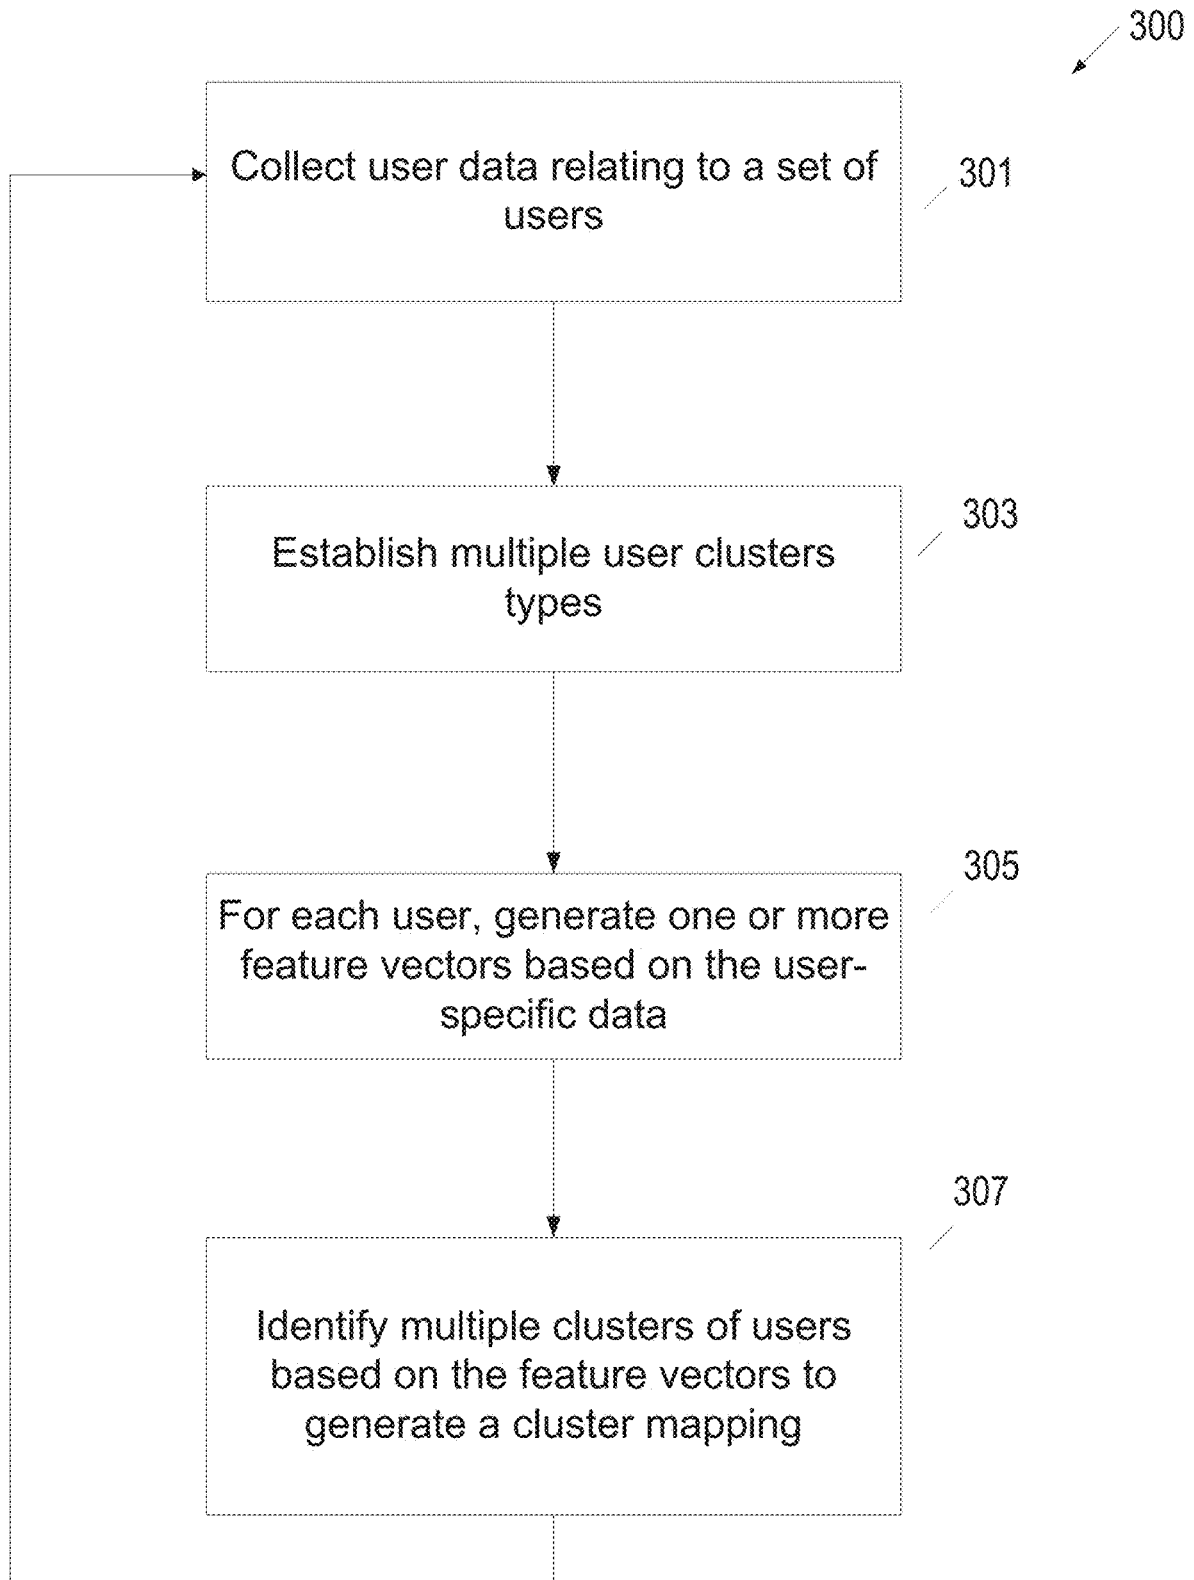 300
Collect user data relating to a set of
users
301
Establish multiple user clusters
types
303
For each user, generate one or more
feature vectors based on the user-
specific data
305
Identify multiple clusters of users
based on the feature vectors to
generate a cluster mapping
307